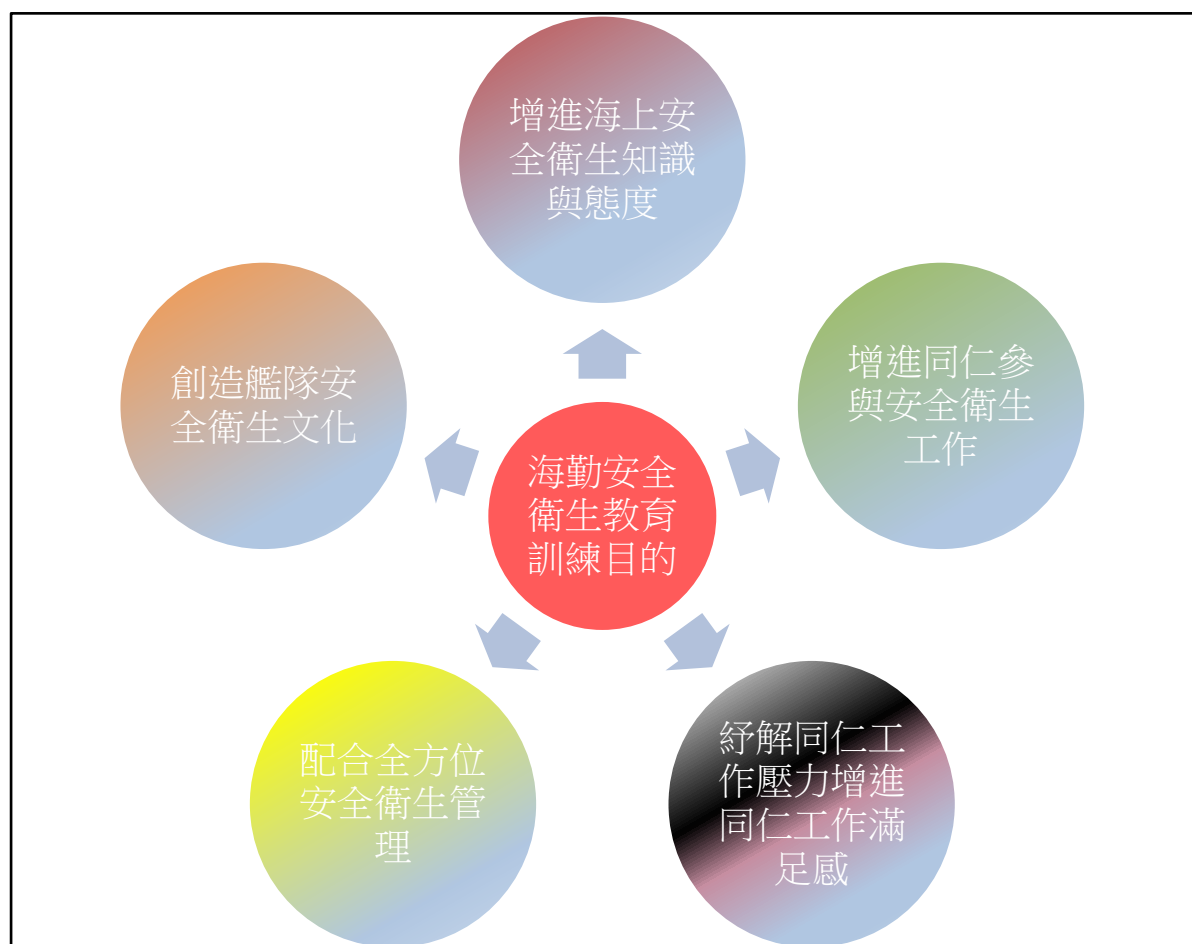 增進海上安
全衛生知識
與態度
創造艦隊安
全衛生文化
增進同仁參
與安全衛生
工作
海勤安全
衛生教育
訓練目的
配合全方位
安全衛生管
理
紓解同仁工
作壓力增進
同仁工作滿
足感